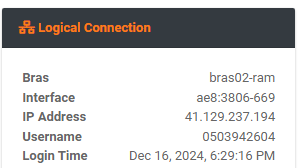 Logical Connection
Bras bras02-ram
Interface ae8:3806-669
IP Address 41.129.237.194
Username 0503942604
Login Time Dec 16, 2024, 6:29:16 PM